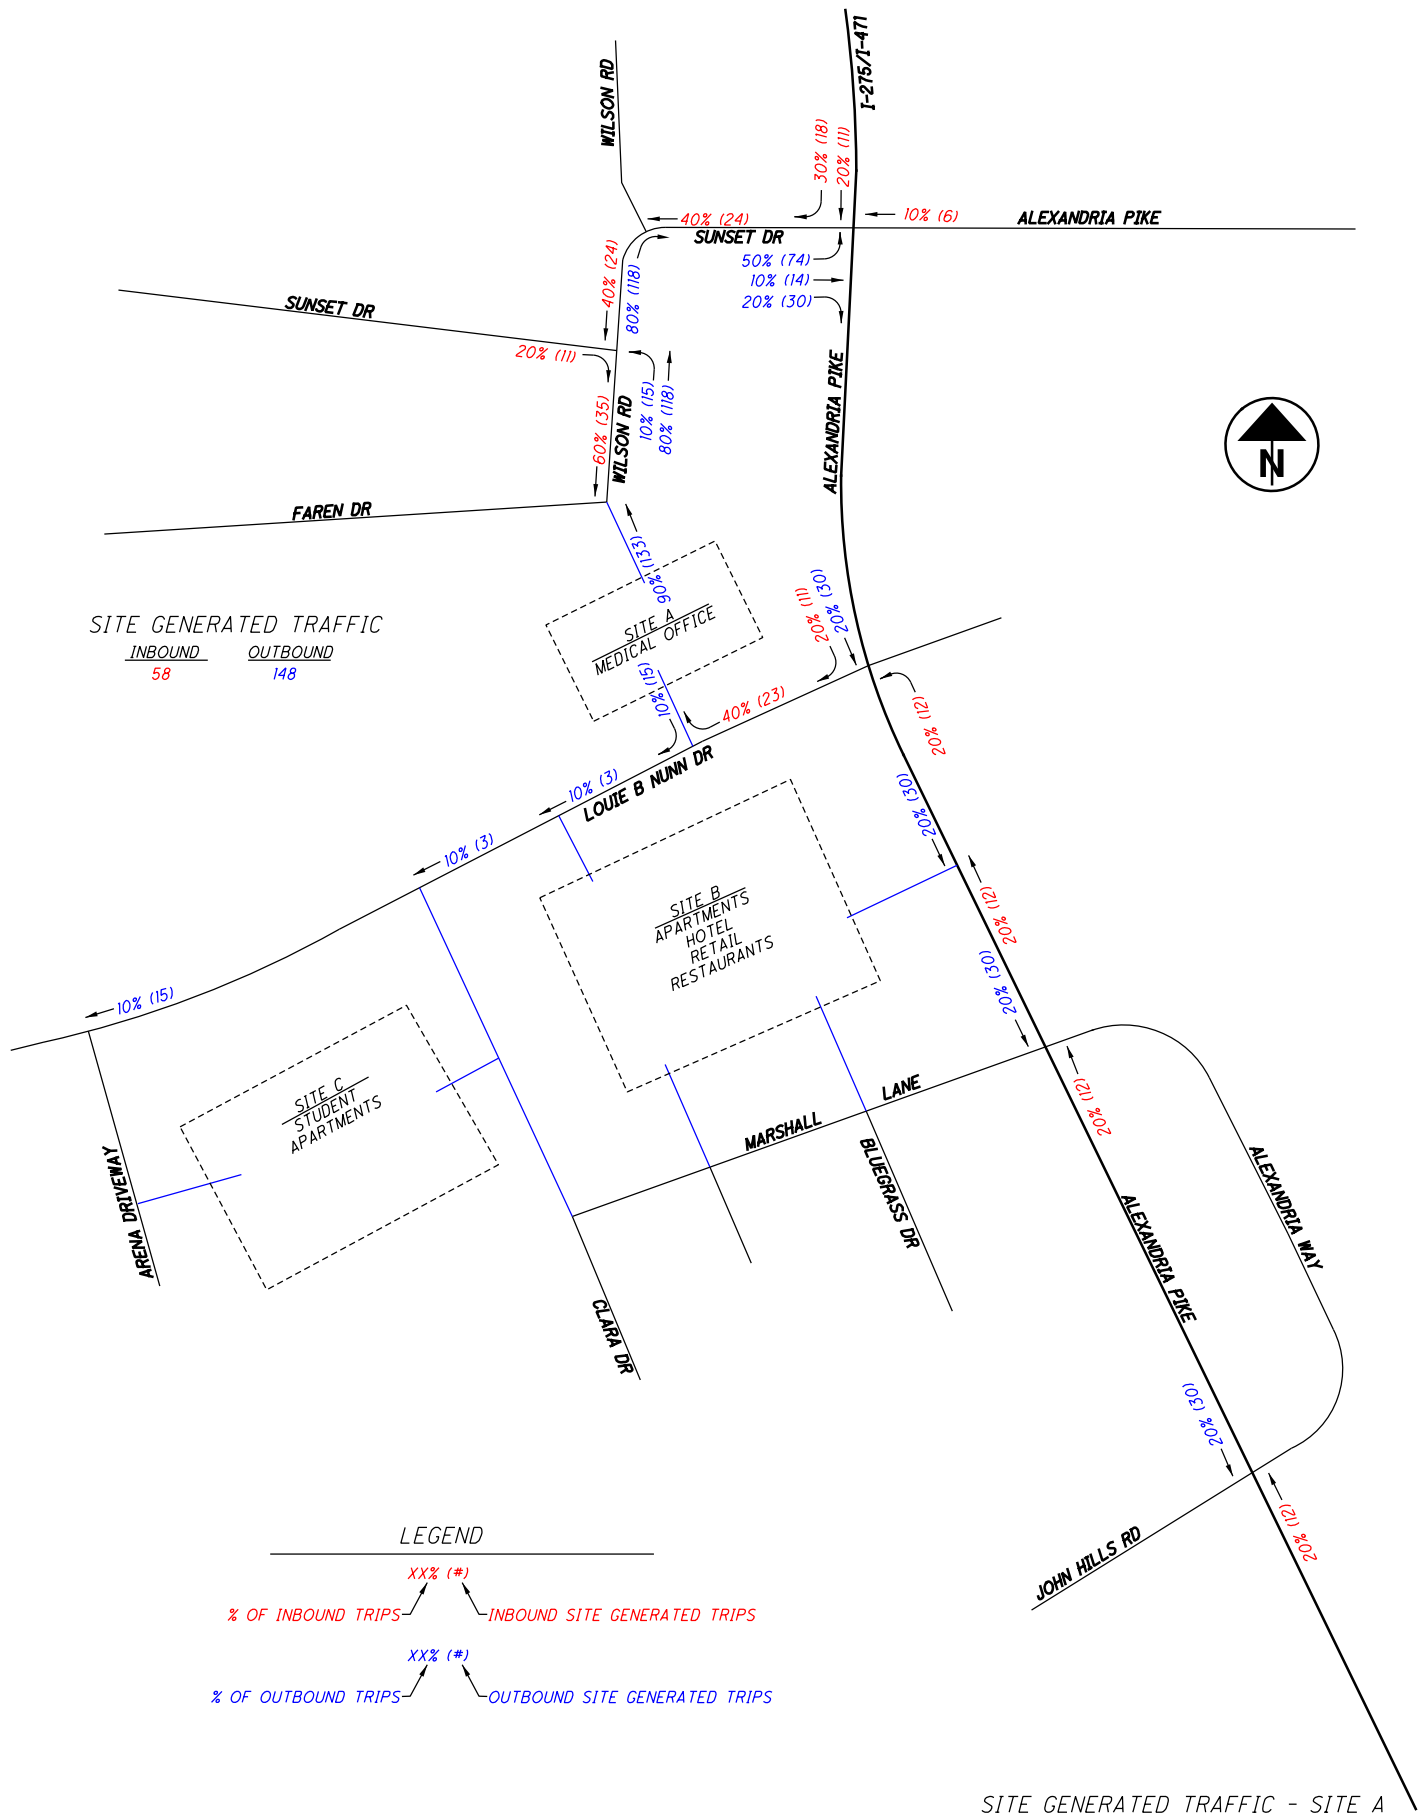 I-275/I-471
WILSON RD
30% (18)
20% (11)
40% (24)
SUNSET DR
10% (6)
ALEXANDRIA PIKE
50% (74)
10% (14)
20% (30)
40% (24)
80% (118)
SUNSET DR
20% (11)
10% (15)
80% (118)
60% (35)
WILSON RD
ALEXANDRIA PIKE
N
FAREN DR
90% (133)
SITE GENERATED TRAFFIC
INBOUND OUTBOUND
58 148
SITE A
MEDICAL OFFICE
20% (11)
20% (30)
10% (15)
40% (23)
20% (12)
10% (3)
LOUIE B NUNN DR
20% (30)
10% (3)
SITE B
APARTMENTS
HOTEL
RETAIL
RESTAURANTS
20% (12)
20% (30)
10% (15)
SITE C
STUDENT
APARTMENTS
MARSHALL LANE
20% (12)
ARENA DRIVEWAY
BLUEGRASS DR
ALEXANDRIA WAY
ALEXANDRIA PIKE
CLARA DR
20% (30)
20% (12)
JOHN HILLS RD
LEGEND
XX% (#)
% OF INBOUND TRIPS INBOUND SITE GENERATED TRIPS
XX% (#)
% OF OUTBOUND TRIPS OUTBOUND SITE GENERATED TRIPS
SITE GENERATED TRAFFIC - SITE A